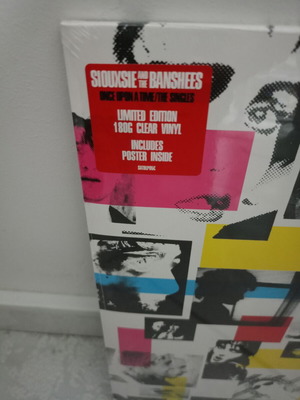 SIOUXSIE AND THE BANSHEES
ONCE UPON A TIME/THE SINGLES
LIMITED EDITION
180G CLEAR VINYL
INCLUDES
POSTER INSIDE